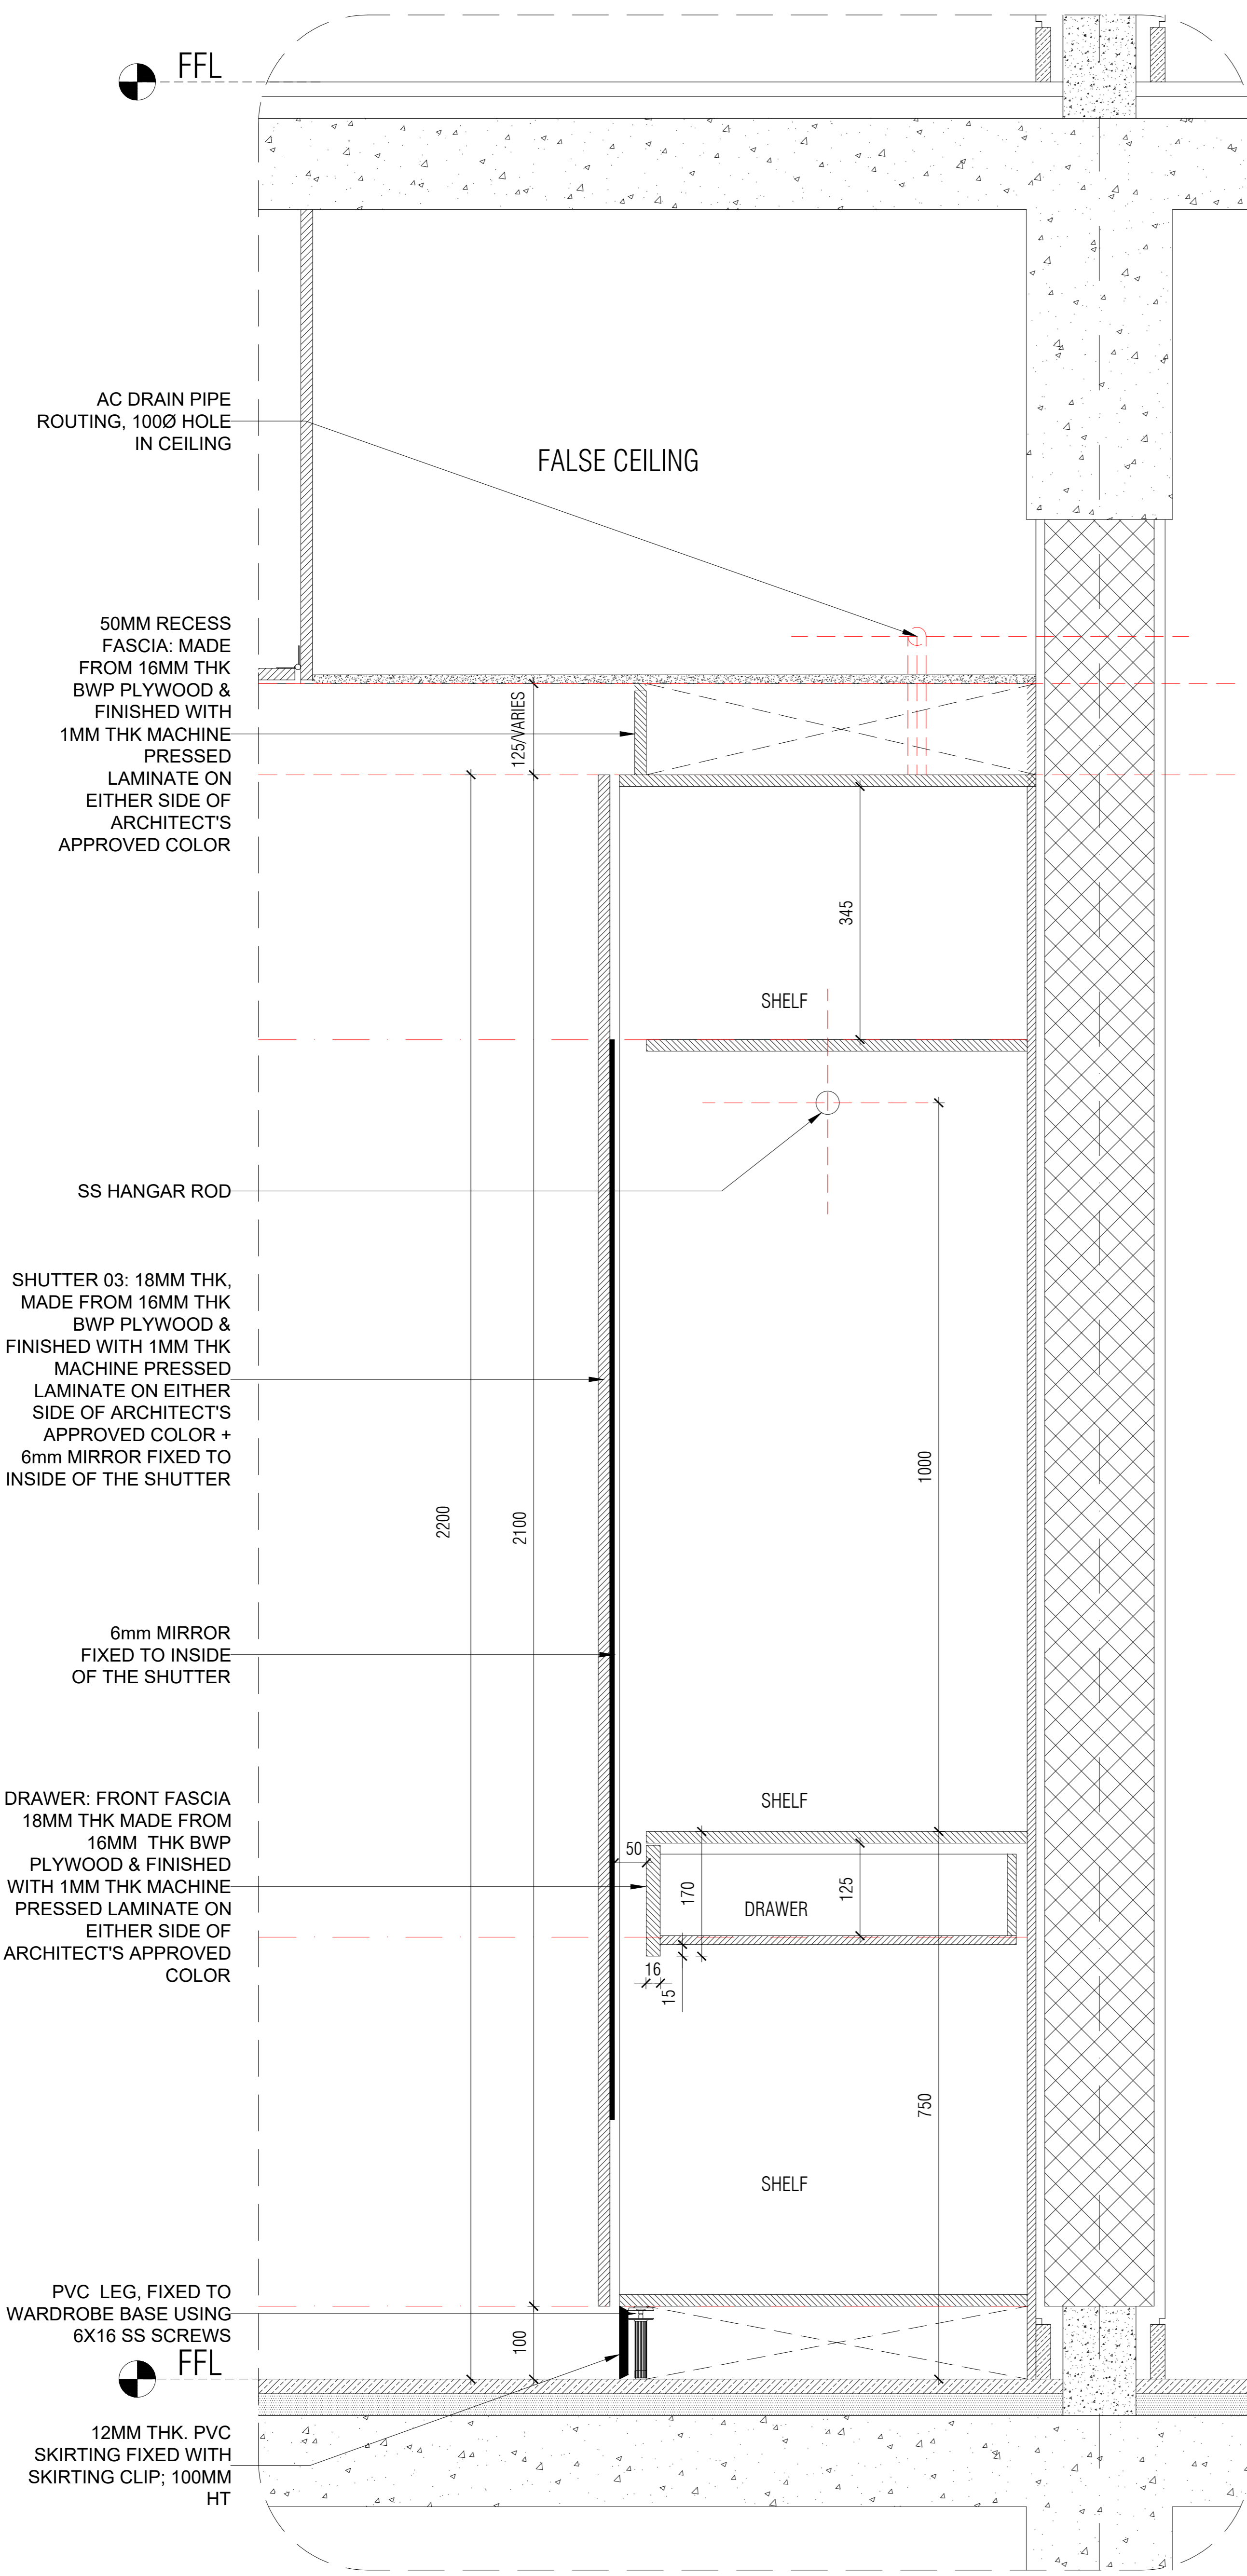 FFL
AC DRAIN PIPE
ROUTING, 100Ø HOLE
IN CEILING
FALSE CEILING
50MM RECESS
FASCIA: MADE
FROM 16MM THK
BWP PLYWOOD &
FINISHED WITH
1MM THK MACHINE
PRESSED
LAMINATE ON
EITHER SIDE OF
ARCHITECT'S
APPROVED COLOR
125/VARIES
345
SHELF
SS HANGAR ROD
SHUTTER 03: 18MM THK,
MADE FROM 16MM THK
BWP PLYWOOD &
FINISHED WITH 1MM THK
MACHINE PRESSED
LAMINATE ON EITHER
SIDE OF ARCHITECT'S
APPROVED COLOR +
6mm MIRROR FIXED TO
INSIDE OF THE SHUTTER
2200
2100
1000
6mm MIRROR
FIXED TO INSIDE
OF THE SHUTTER
SHELF
DRAWER: FRONT FASCIA
18MM THK MADE FROM
16MM THK BWP
PLYWOOD & FINISHED
WITH 1MM THK MACHINE
PRESSED LAMINATE ON
EITHER SIDE OF
ARCHITECT'S APPROVED
COLOR
50
170
125
DRAWER
16
15
750
SHELF
PVC LEG, FIXED TO
WARDROBE BASE USING
6X16 SS SCREWS
100
FFL
12MM THK. PVC
SKIRTING FIXED WITH
SKIRTING CLIP; 100MM
HT